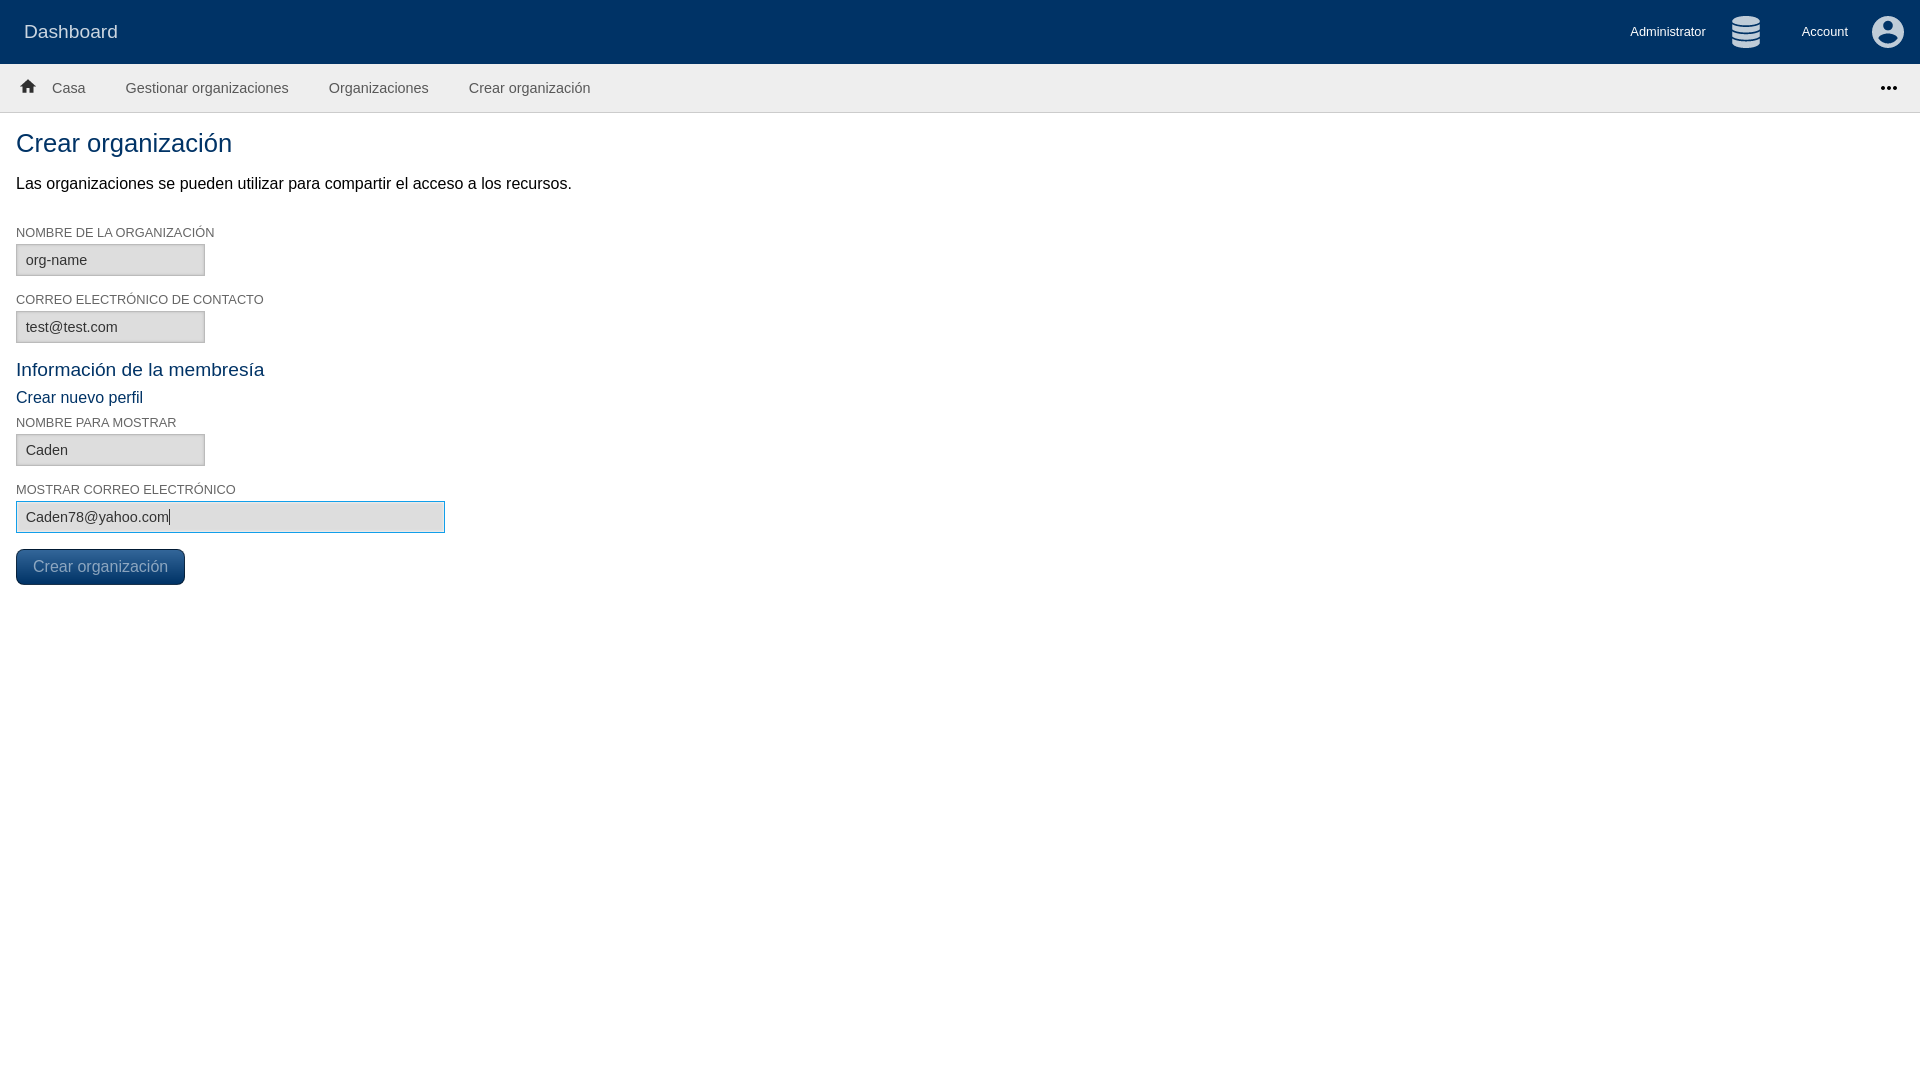 Dashboard
Administrator
Account
Casa
Gestionar organizaciones
Organizaciones
Crear organización
Crear organización
Las organizaciones se pueden utilizar para compartir el acceso a los recursos.
NOMBRE DE LA ORGANIZACIÓN
org-name
CORREO ELECTRÓNICO DE CONTACTO
test@test.com
Información de la membresía
Crear nuevo perfil
NOMBRE PARA MOSTRAR
Caden
MOSTRAR CORREO ELECTRÓNICO
Caden78@yahoo.com
Crear organización